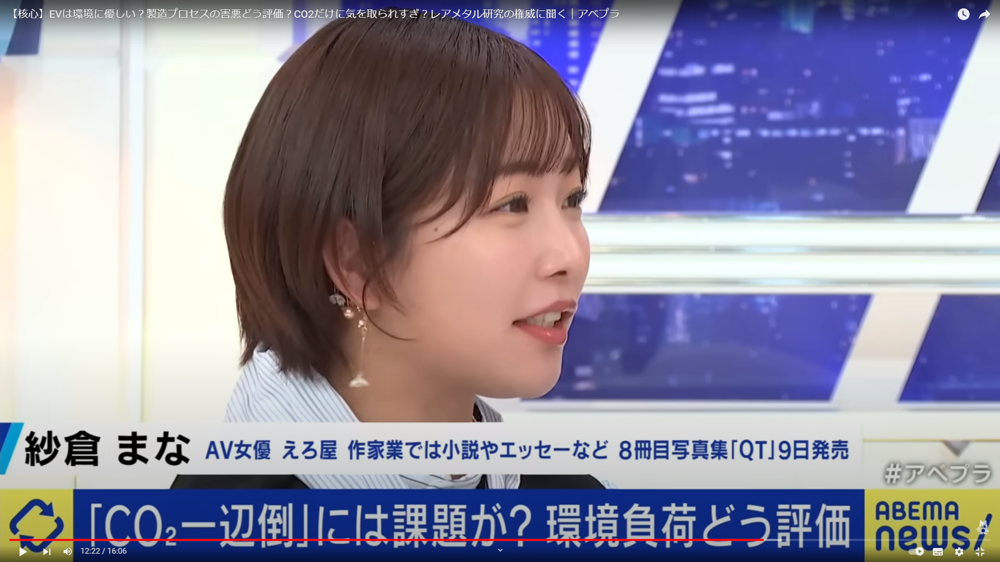 【核心】EVは環境に優しい？製造プロセスの害悪どう評価？CO2だけに気を取られすぎ？レアメタル研究の権威に聞く｜アベプラ
紗倉 まな AV女優 えろ屋 作家業では小説やエッセーなど 8冊目写真集「QT」9日発売
#アベプラ
「CO₂一辺倒」には課題が? 環境負荷どう評価
ABEMA
news/
12:22 / 16:06